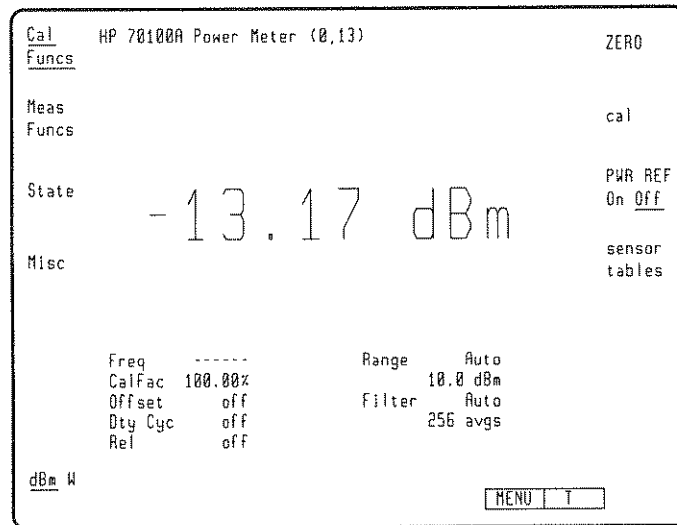 Cal
Funcs
HP 70100A Power Meter (0,13)
ZERO
Meas
Funcs
cal
State
-13.17 dBm
PWR REF
On Off
Misc
sensor
tables
Freq ------
CalFac 100.00%
Offset off
Dty Cyc off
Rel off
Range Auto
10.0 dBm
Filter Auto
256 avgs
dBm W
MENU T